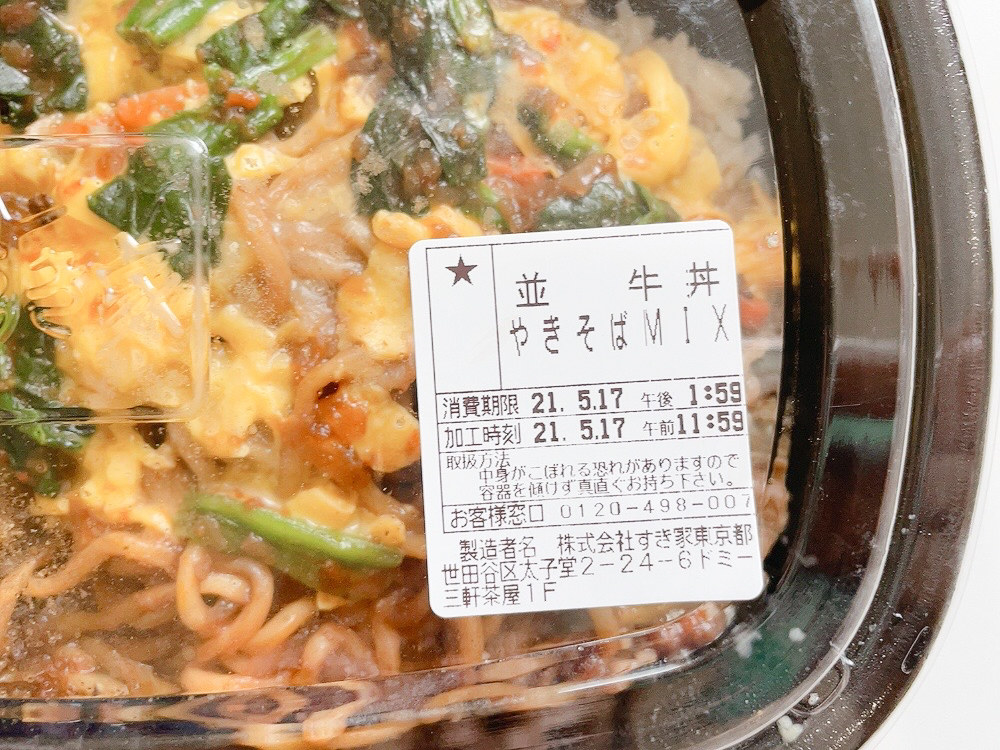 ★ 並 牛丼
やきそばMIX
消費期限 21. 5.17 午後 1:59
加工時刻 21. 5.17 午前11:59
取扱方法
中身がこぼれる恐れがありますので
容器を傾けず真直ぐお持ち下さい。
お客様窓口 0120-498-007
製造者名 株式会社すき家東京都
世田谷区太子堂2-24-6ドミー
三軒茶屋1F